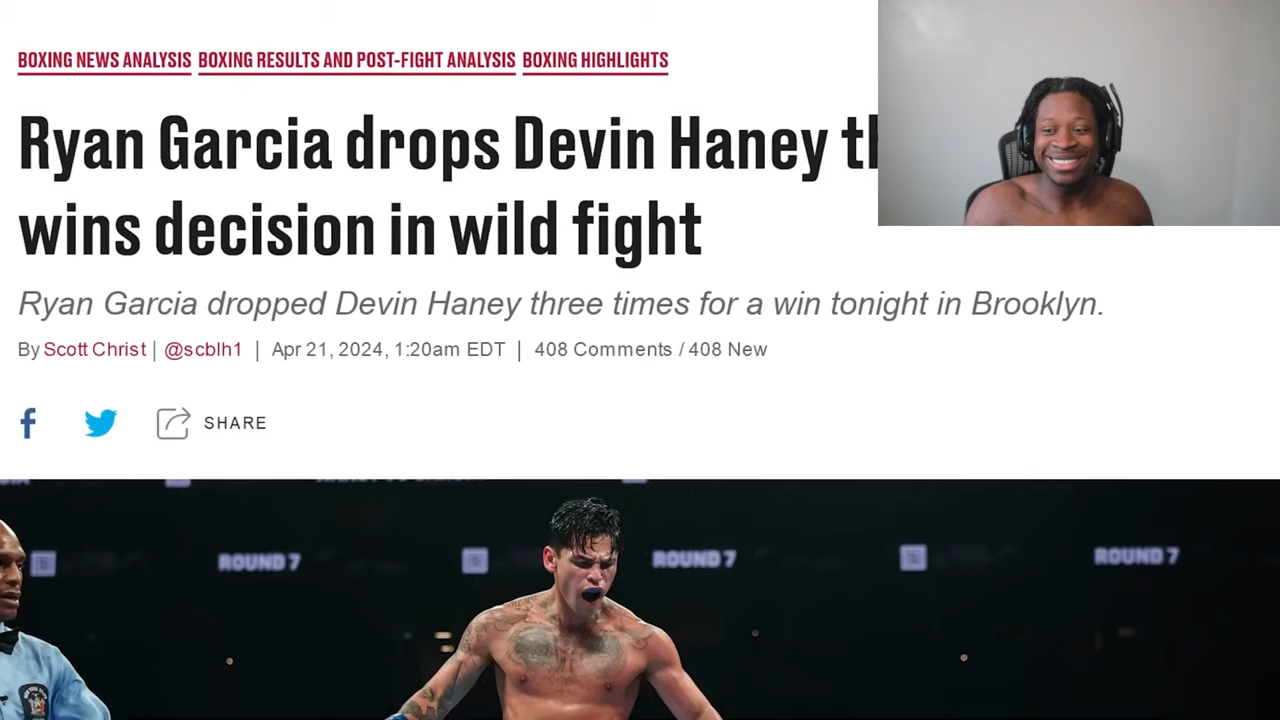 BOXING NEWS ANALYSIS BOXING RESULTS AND POST-FIGHT ANALYSIS BOXING HIGHLIGHTS
Ryan Garcia drops Devin Haney
wins decision in wild fight
Ryan Garcia dropped Devin Haney three times for a win tonight in Brooklyn.
By Scott Christ | @scblh1 | Apr 21, 2024, 1:20am EDT | 408 Comments / 408 New
SHARE
ROUND 7 ROUND 7 ROUND 7